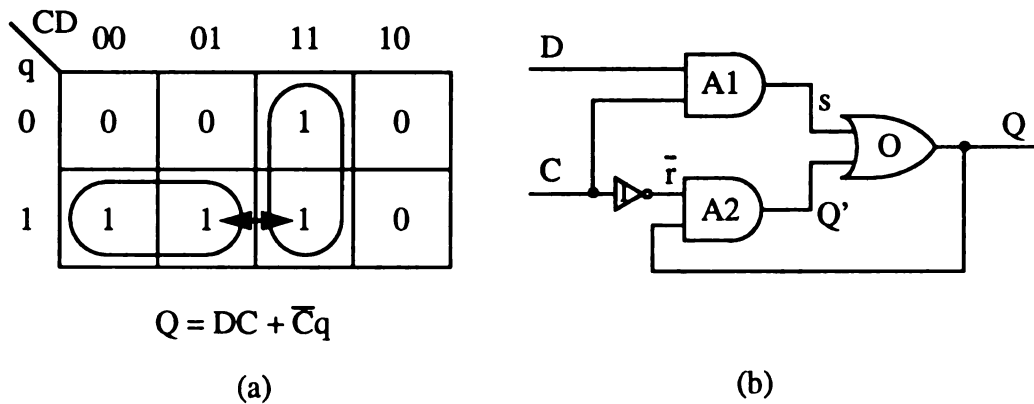 CD 00 01 11 10
q
0 0 0 1 0
1 1 1 1 0
Q = DC + C̅q
(a)
D
A1
s
O
Q
C
I
r̅
A2
Q'
(b)